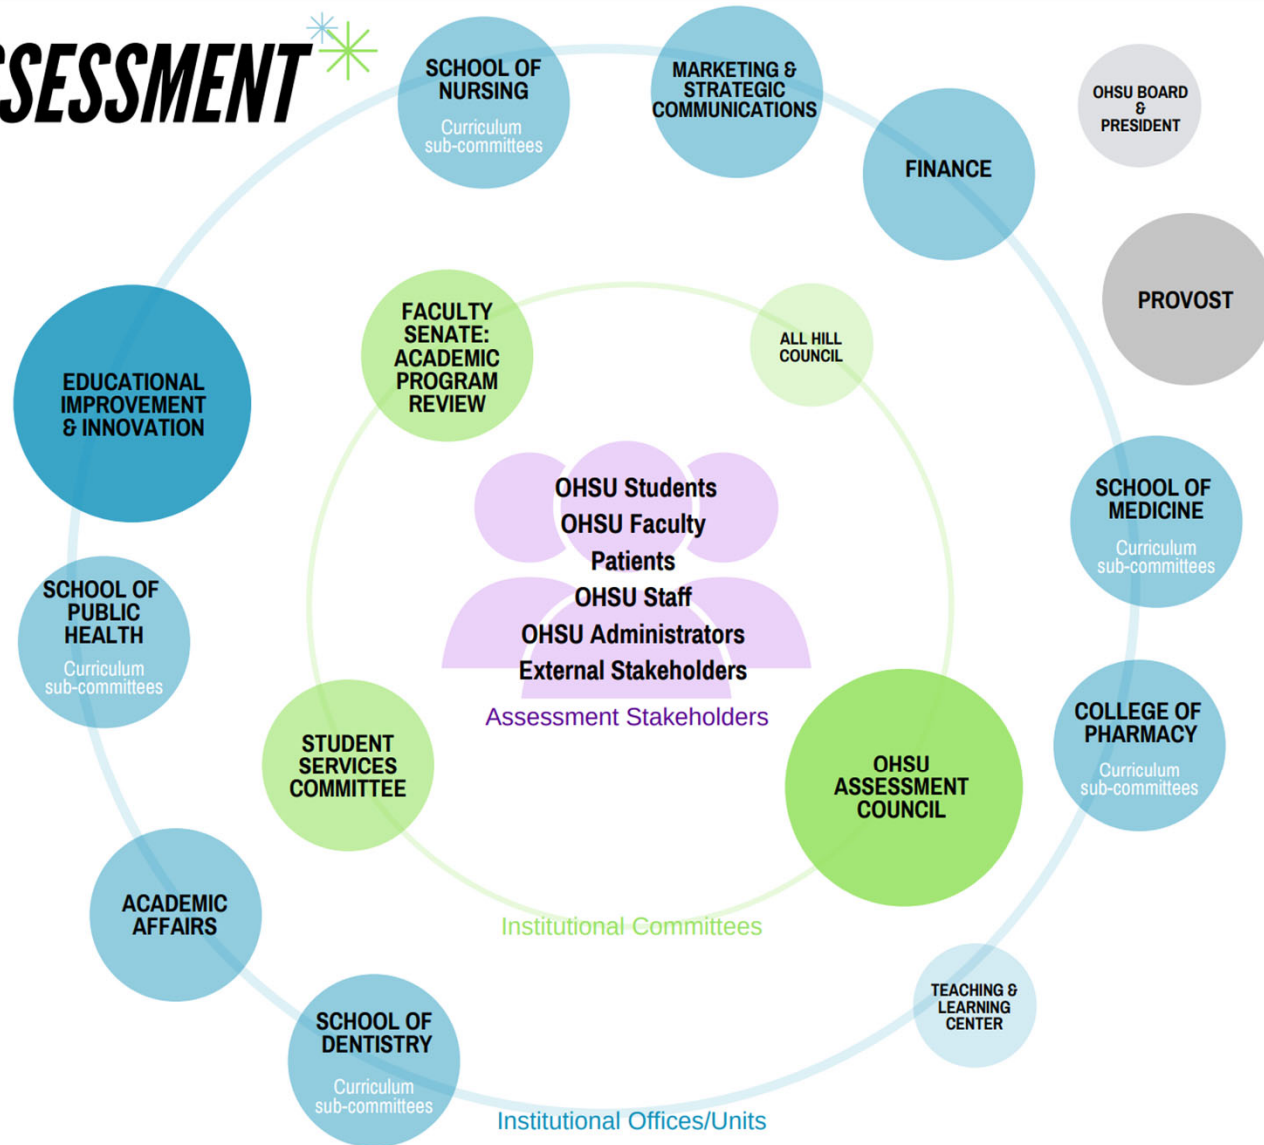 SSESSMENT
SCHOOL OF
NURSING
Curriculum
sub-committees
MARKETING &
STRATEGIC
COMMUNICATIONS
FINANCE
OHSU BOARD
&
PRESIDENT
PROVOST
EDUCATIONAL
IMPROVEMENT
& INNOVATION
FACULTY
SENATE:
ACADEMIC
PROGRAM
REVIEW
ALL HILL
COUNCIL
OHSU Students
OHSU Faculty
Patients
OHSU Staff
OHSU Administrators
External Stakeholders
Assessment Stakeholders
SCHOOL OF
MEDICINE
Curriculum
sub-committees
SCHOOL OF
PUBLIC
HEALTH
Curriculum
sub-committees
STUDENT
SERVICES
COMMITTEE
OHSU
ASSESSMENT
COUNCIL
COLLEGE OF
PHARMACY
Curriculum
sub-committees
ACADEMIC
AFFAIRS
Institutional Committees
TEACHING &
LEARNING
CENTER
SCHOOL OF
DENTISTRY
Curriculum
sub-committees
Institutional Offices/Units